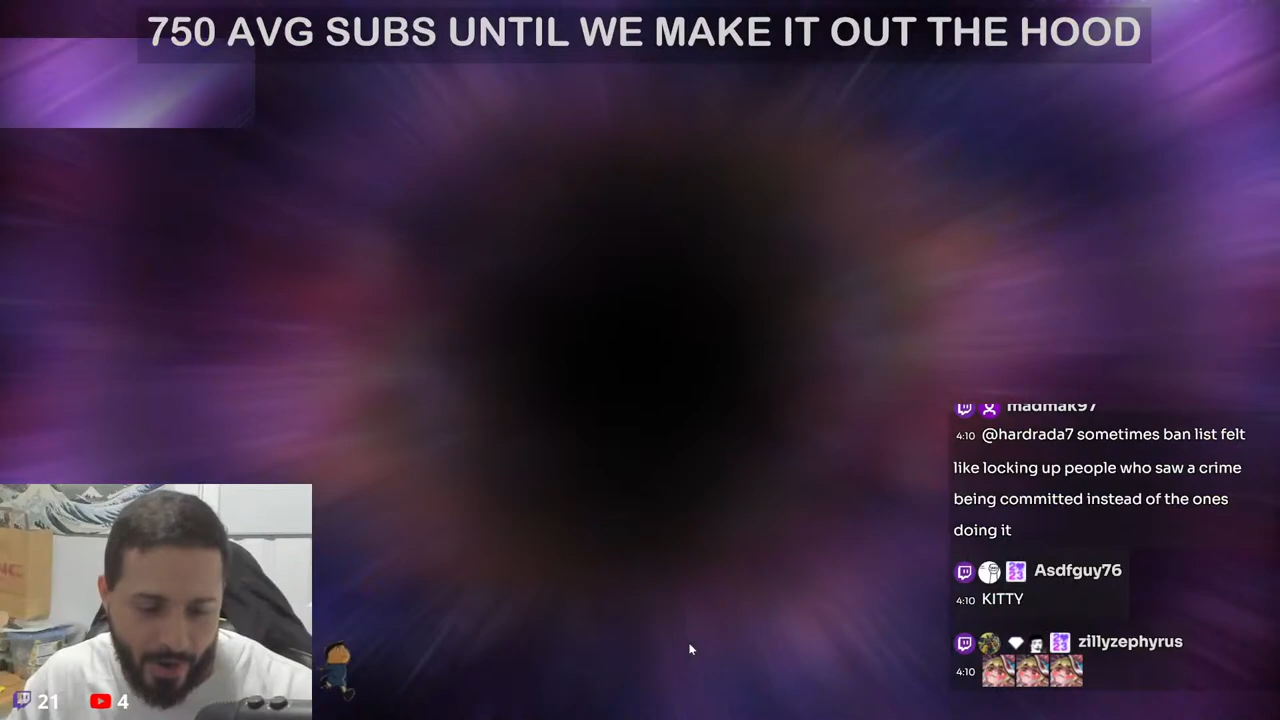 750 AVG SUBS UNTIL WE MAKE IT OUT THE HOOD
madmak97
4:10 @hardrada7 sometimes ban list felt
like locking up people who saw a crime
being committed instead of the ones
doing it
Asdfguy76
4:10 KITTY
zillyzephyrus
4:10
21 4